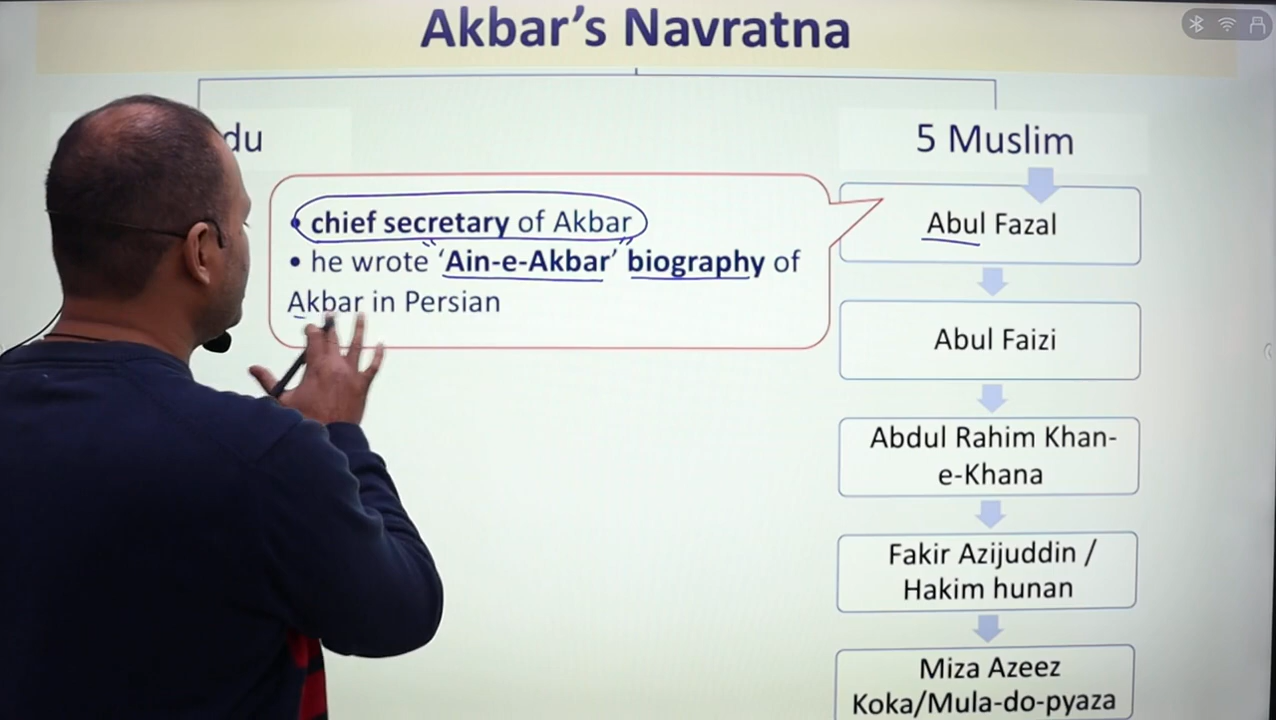 Akbar's Navratna
du
5 Muslim
• chief secretary of Akbar
• he wrote ‘Ain-e-Akbar’ biography of
Akbar in Persian
Abul Fazal
Abul Faizi
Abdul Rahim Khan-
e-Khana
Fakir Azijuddin /
Hakim hunan
Miza Azeez
Koka/Mula-do-pyaza